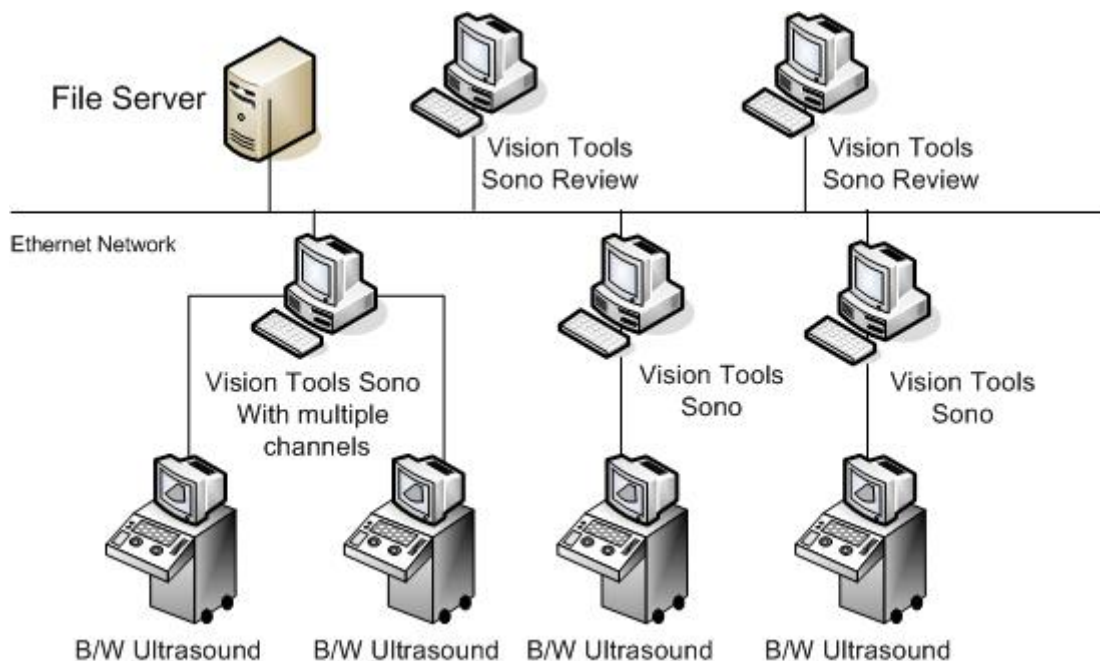 File Server
Vision Tools
Sono Review
Vision Tools
Sono Review
Ethernet Network
Vision Tools Sono
With multiple
channels
Vision Tools
Sono
Vision Tools
Sono
B/W Ultrasound
B/W Ultrasound
B/W Ultrasound
B/W Ultrasound